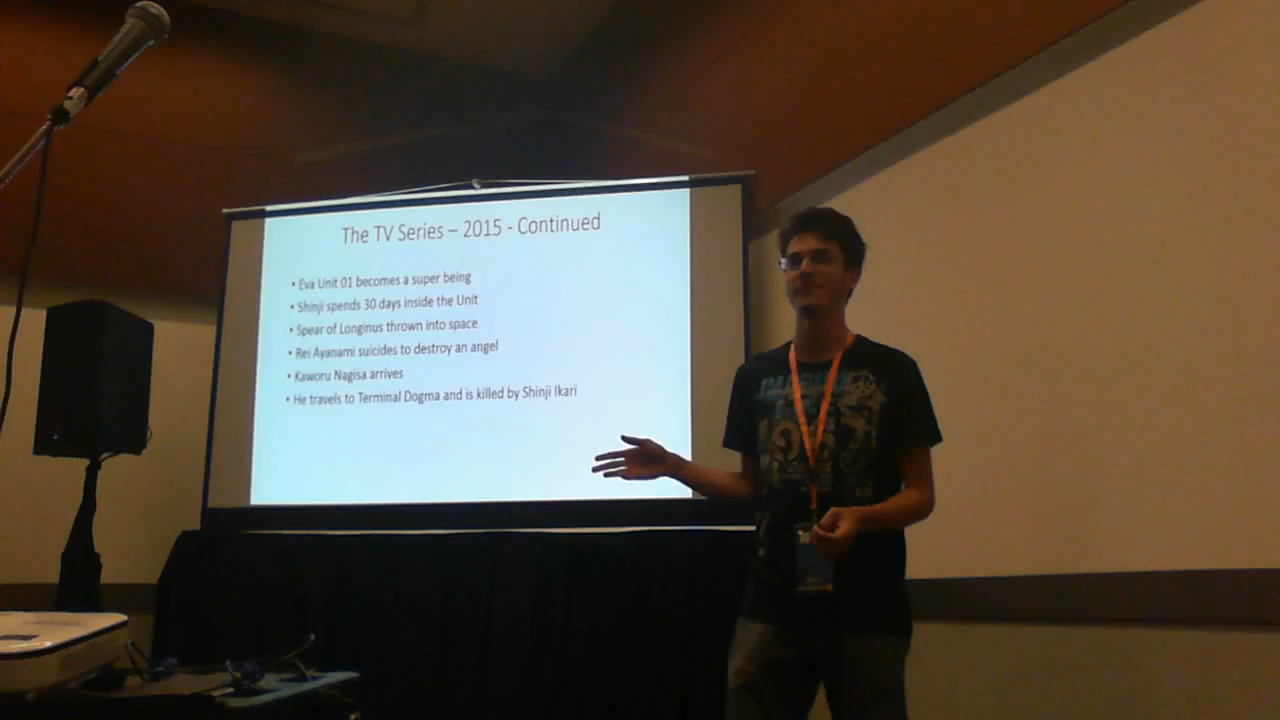 The TV Series – 2015 - Continued
• Eva Unit 01 becomes a super being
• Shinji spends 30 days inside the Unit
• Spear of Longinus thrown into space
• Rei Ayanami suicides to destroy an angel
• Kaworu Nagisa arrives
• He travels to Terminal Dogma and is killed by Shinji Ikari
IMAGINE